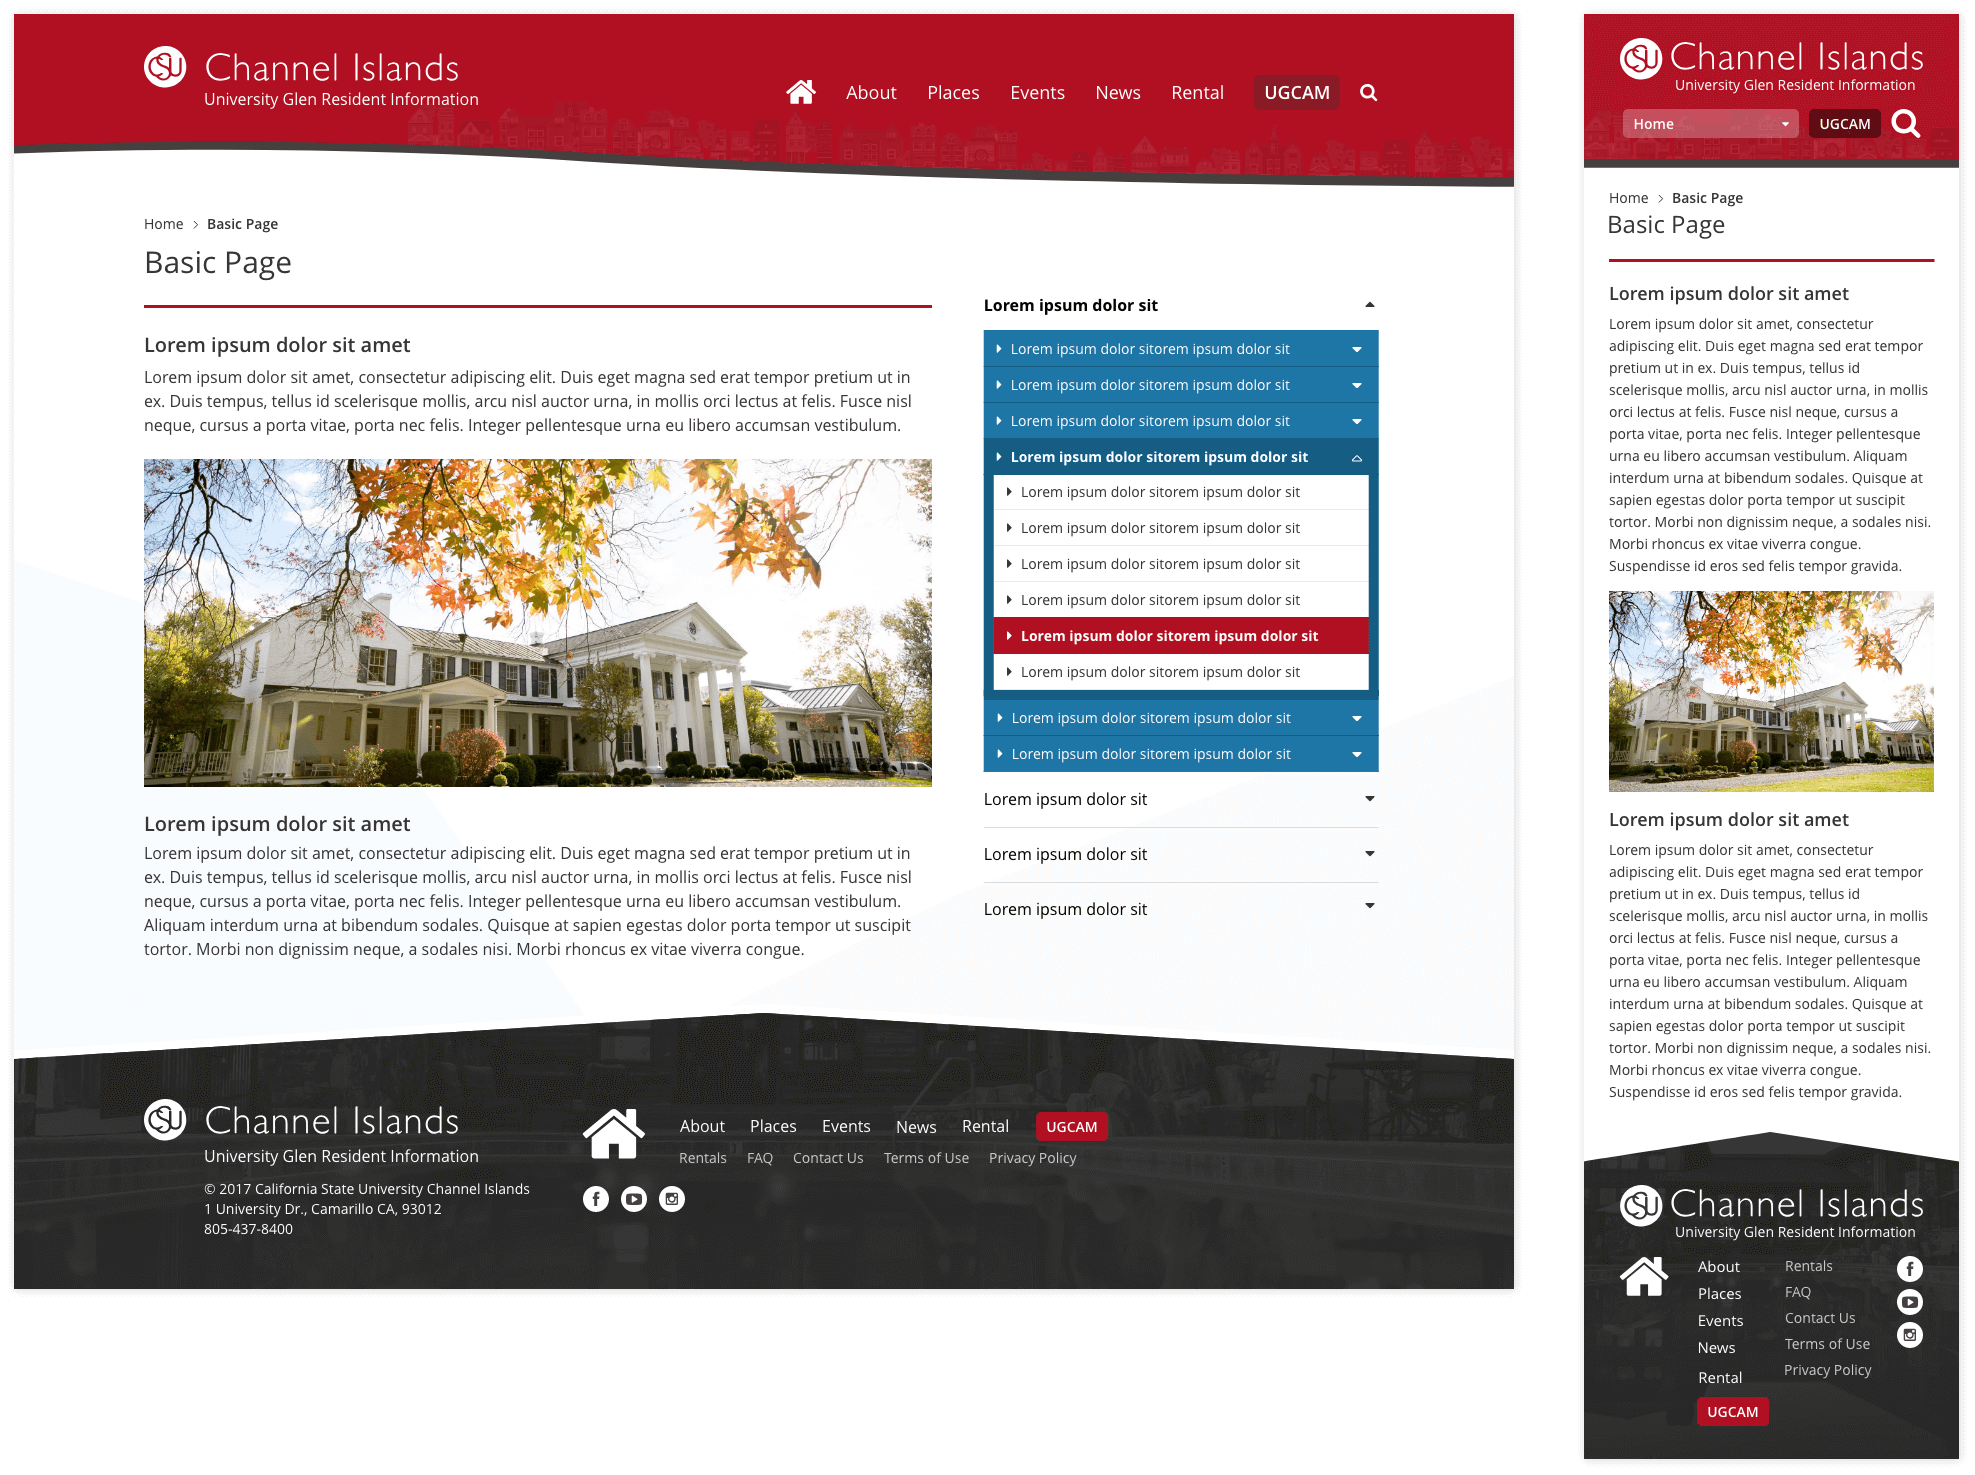 CSU Channel Islands
University Glen Resident Information
About Places Events News Rental UGCAM
Home > Basic Page
Basic Page
Lorem ipsum dolor sit amet
Lorem ipsum dolor sit amet, consectetur adipiscing elit. Duis eget magna sed erat tempor pretium ut in
ex. Duis tempus, tellus id scelerisque mollis, arcu nisl auctor urna, in mollis orci lectus at felis. Fusce nisl
neque, cursus a porta vitae, porta nec felis. Integer pellentesque urna eu libero accumsan vestibulum.
Lorem ipsum dolor sit amet
Lorem ipsum dolor sit amet, consectetur adipiscing elit. Duis eget magna sed erat tempor pretium ut in
ex. Duis tempus, tellus id scelerisque mollis, arcu nisl auctor urna, in mollis orci lectus at felis. Fusce nisl
neque, cursus a porta vitae, porta nec felis. Integer pellentesque urna eu libero accumsan vestibulum.
Aliquam interdum urna at bibendum sodales. Quisque at sapien egestas dolor porta tempor ut suscipit
tortor. Morbi non dignissim neque, a sodales nisi. Morbi rhoncus ex vitae viverra congue.
Lorem ipsum dolor sit
Lorem ipsum dolor sitorem ipsum dolor sit
Lorem ipsum dolor sitorem ipsum dolor sit
Lorem ipsum dolor sitorem ipsum dolor sit
Lorem ipsum dolor sitorem ipsum dolor sit
Lorem ipsum dolor sitorem ipsum dolor sit
Lorem ipsum dolor sitorem ipsum dolor sit
Lorem ipsum dolor sitorem ipsum dolor sit
Lorem ipsum dolor sitorem ipsum dolor sit
Lorem ipsum dolor sitorem ipsum dolor sit
Lorem ipsum dolor sitorem ipsum dolor sit
Lorem ipsum dolor sitorem ipsum dolor sit
Lorem ipsum dolor sitorem ipsum dolor sit
Lorem ipsum dolor sit
Lorem ipsum dolor sit
Lorem ipsum dolor sit
CSU Channel Islands
University Glen Resident Information
© 2017 California State University Channel Islands
1 University Dr., Camarillo CA, 93012
805-437-8400
About Places Events News Rental UGCAM
Rentals FAQ Contact Us Terms of Use Privacy Policy
CSU Channel Islands
University Glen Resident Information
Home UGCAM
Home > Basic Page
Basic Page
Lorem ipsum dolor sit amet
Lorem ipsum dolor sit amet, consectetur
adipiscing elit. Duis eget magna sed erat tempor
pretium ut in ex. Duis tempus, tellus id
scelerisque mollis, arcu nisl auctor urna, in mollis
orci lectus at felis. Fusce nisl neque, cursus a
porta vitae, porta nec felis. Integer pellentesque
urna eu libero accumsan vestibulum. Aliquam
interdum urna at bibendum sodales. Quisque at
sapien egestas dolor porta tempor ut suscipit
tortor. Morbi non dignissim neque, a sodales nisi.
Morbi rhoncus ex vitae viverra congue.
Suspendisse id eros sed felis tempor gravida.
Lorem ipsum dolor sit amet
Lorem ipsum dolor sit amet, consectetur
adipiscing elit. Duis eget magna sed erat tempor
pretium ut in ex. Duis tempus, tellus id
scelerisque mollis, arcu nisl auctor urna, in mollis
orci lectus at felis. Fusce nisl neque, cursus a
porta vitae, porta nec felis. Integer pellentesque
urna eu libero accumsan vestibulum. Aliquam
interdum urna at bibendum sodales. Quisque at
sapien egestas dolor porta tempor ut suscipit
tortor. Morbi non dignissim neque, a sodales nisi.
Morbi rhoncus ex vitae viverra congue.
Suspendisse id eros sed felis tempor gravida.
CSU Channel Islands
University Glen Resident Information
About
Places
Events
News
Rental
UGCAM
Rentals
FAQ
Contact Us
Terms of Use
Privacy Policy